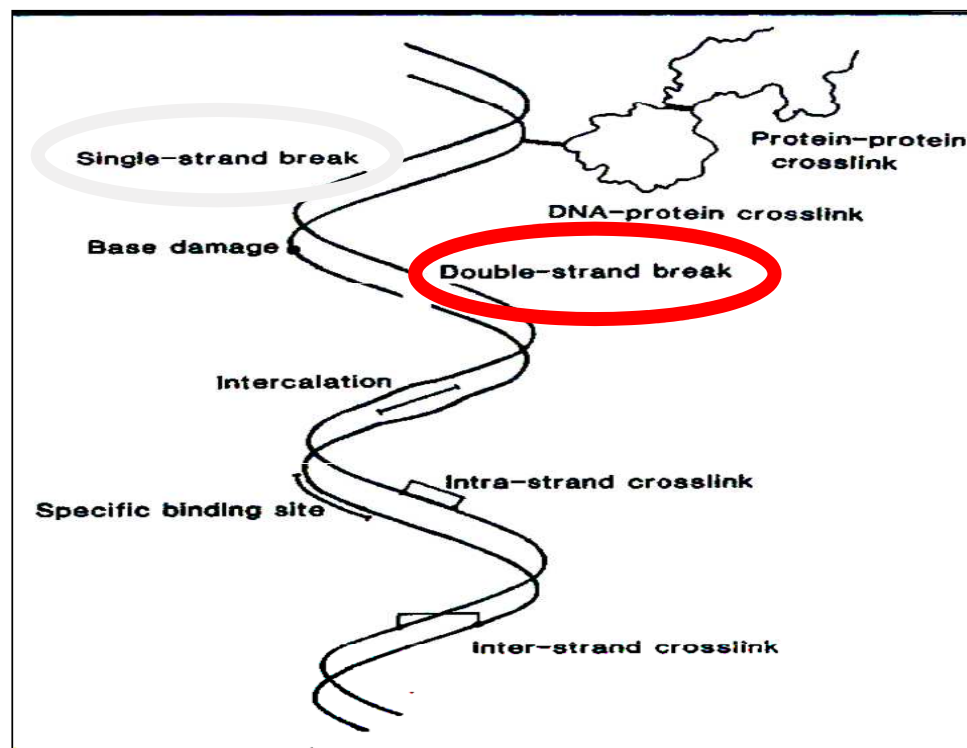 Protein-protein
crosslink
Single-strand break
DNA-protein crosslink
Base damage
Double-strand break
Intercalation
Intra-strand crosslink
Specific binding site
Inter-strand crosslink